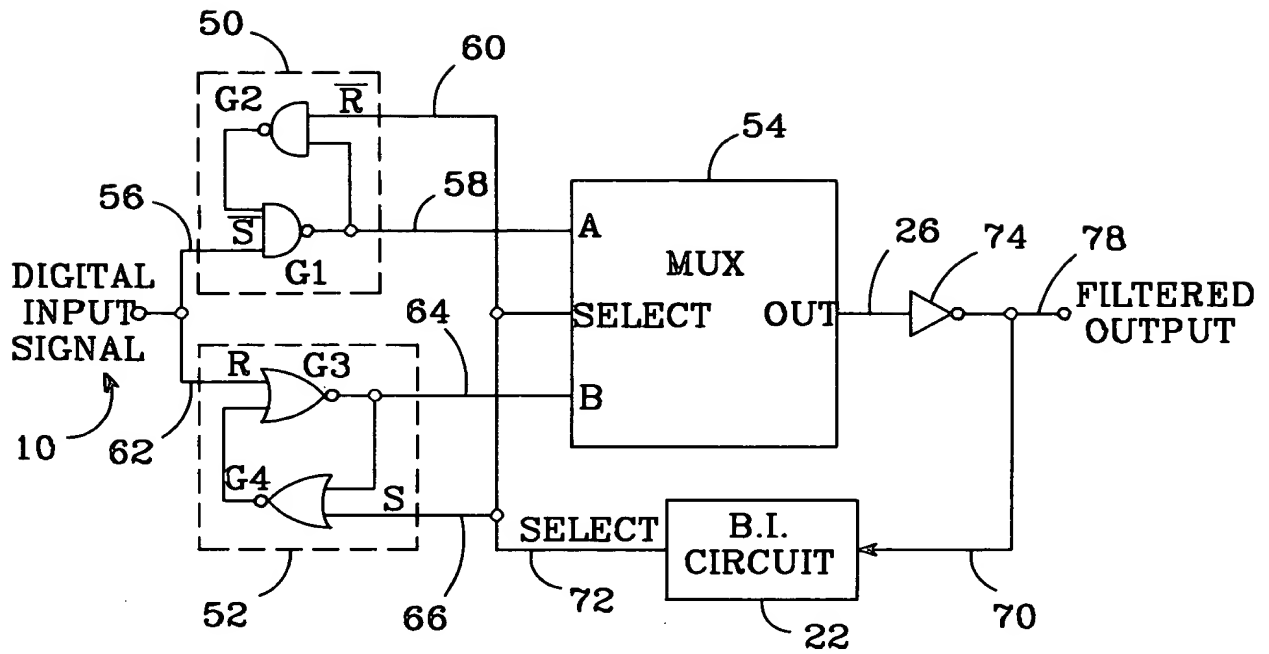 50
60
G2
R̅
54
56
S̅
58
A
G1
MUX
26
74
78
DIGITAL
INPUT
SIGNAL
SELECT
OUT
FILTERED
OUTPUT
64
R
G3
B
10
62
G4
S
SELECT
B.I.
CIRCUIT
52
66
72
22
70